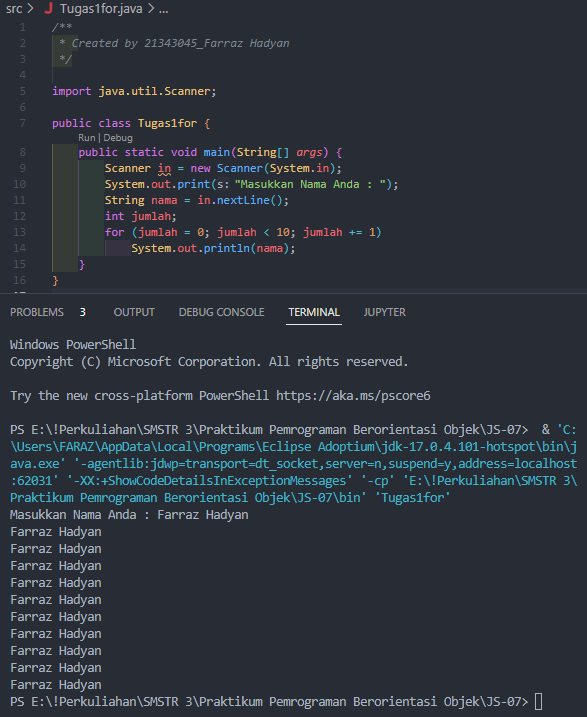 src > J Tugas1for.java > ...
1 /**
2 * Created by 21343045_Farraz Hadyan
3 */
4
5 import java.util.Scanner;
6
7 public class Tugas1for {
Run | Debug
8 public static void main(String[] args) {
9 Scanner in = new Scanner(System.in);
10 System.out.print(s: "Masukkan Nama Anda : ");
11 String nama = in.nextLine();
12 int jumlah;
13 for (jumlah = 0; jumlah < 10; jumlah += 1)
14 System.out.println(nama);
15 }
16 }
PROBLEMS 3 OUTPUT DEBUG CONSOLE TERMINAL JUPYTER
Windows PowerShell
Copyright (C) Microsoft Corporation. All rights reserved.
Try the new cross-platform PowerShell https://aka.ms/pscore6
PS E:\!Perkuliahan\SMSTR 3\Praktikum Pemrograman Berorientasi Objek\JS-07> & 'C:
\Users\FARAZ\AppData\Local\Programs\Eclipse Adoptium\jdk-17.0.4.101-hotspot\bin\j
ava.exe' '-agentlib:jdwp=transport=dt_socket,server=n,suspend=y,address=localhost
:62031' '-XX:+ShowCodeDetailsInExceptionMessages' '-cp' 'E:\!Perkuliahan\SMSTR 3\
Praktikum Pemrograman Berorientasi Objek\JS-07\bin' 'Tugas1for'
Masukkan Nama Anda : Farraz Hadyan
Farraz Hadyan
Farraz Hadyan
Farraz Hadyan
Farraz Hadyan
Farraz Hadyan
Farraz Hadyan
Farraz Hadyan
Farraz Hadyan
Farraz Hadyan
Farraz Hadyan
PS E:\!Perkuliahan\SMSTR 3\Praktikum Pemrograman Berorientasi Objek\JS-07>